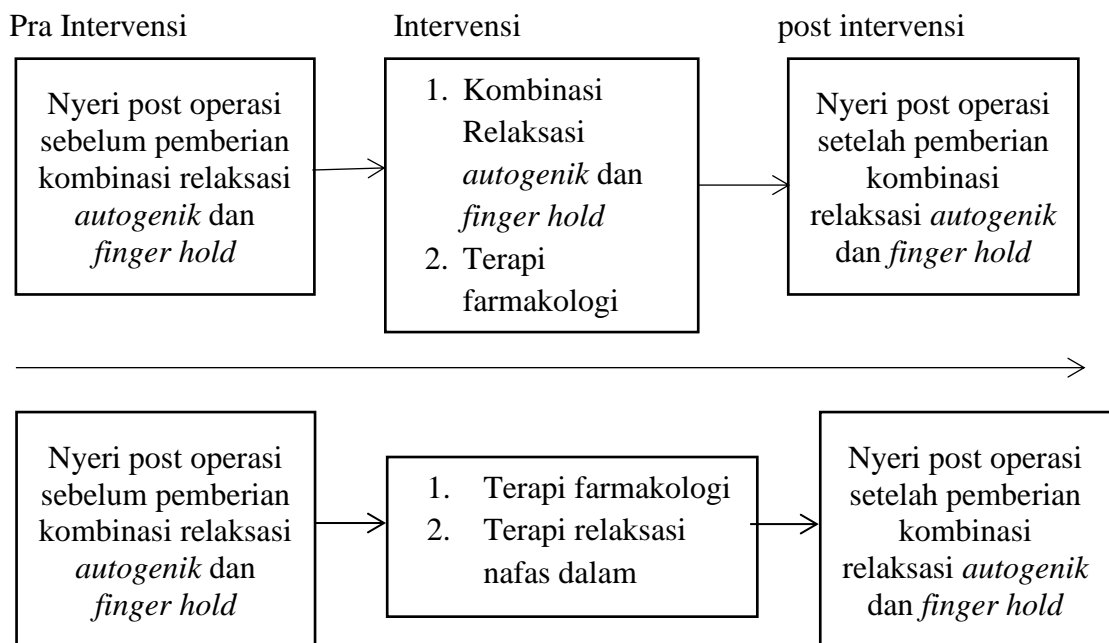 Pra Intervensi
Intervensi
post intervensi
Nyeri post operasi
sebelum pemberian
kombinasi relaksasi
autogenik dan
finger hold
1. Kombinasi
Relaksasi
autogenik dan
finger hold
2. Terapi
farmakologi
Nyeri post operasi
setelah pemberian
kombinasi
relaksasi autogenik
dan finger hold
Nyeri post operasi
sebelum pemberian
kombinasi relaksasi
autogenik dan
finger hold
1. Terapi farmakologi
2. Terapi relaksasi
nafas dalam
Nyeri post operasi
setelah pemberian
kombinasi
relaksasi autogenik
dan finger hold